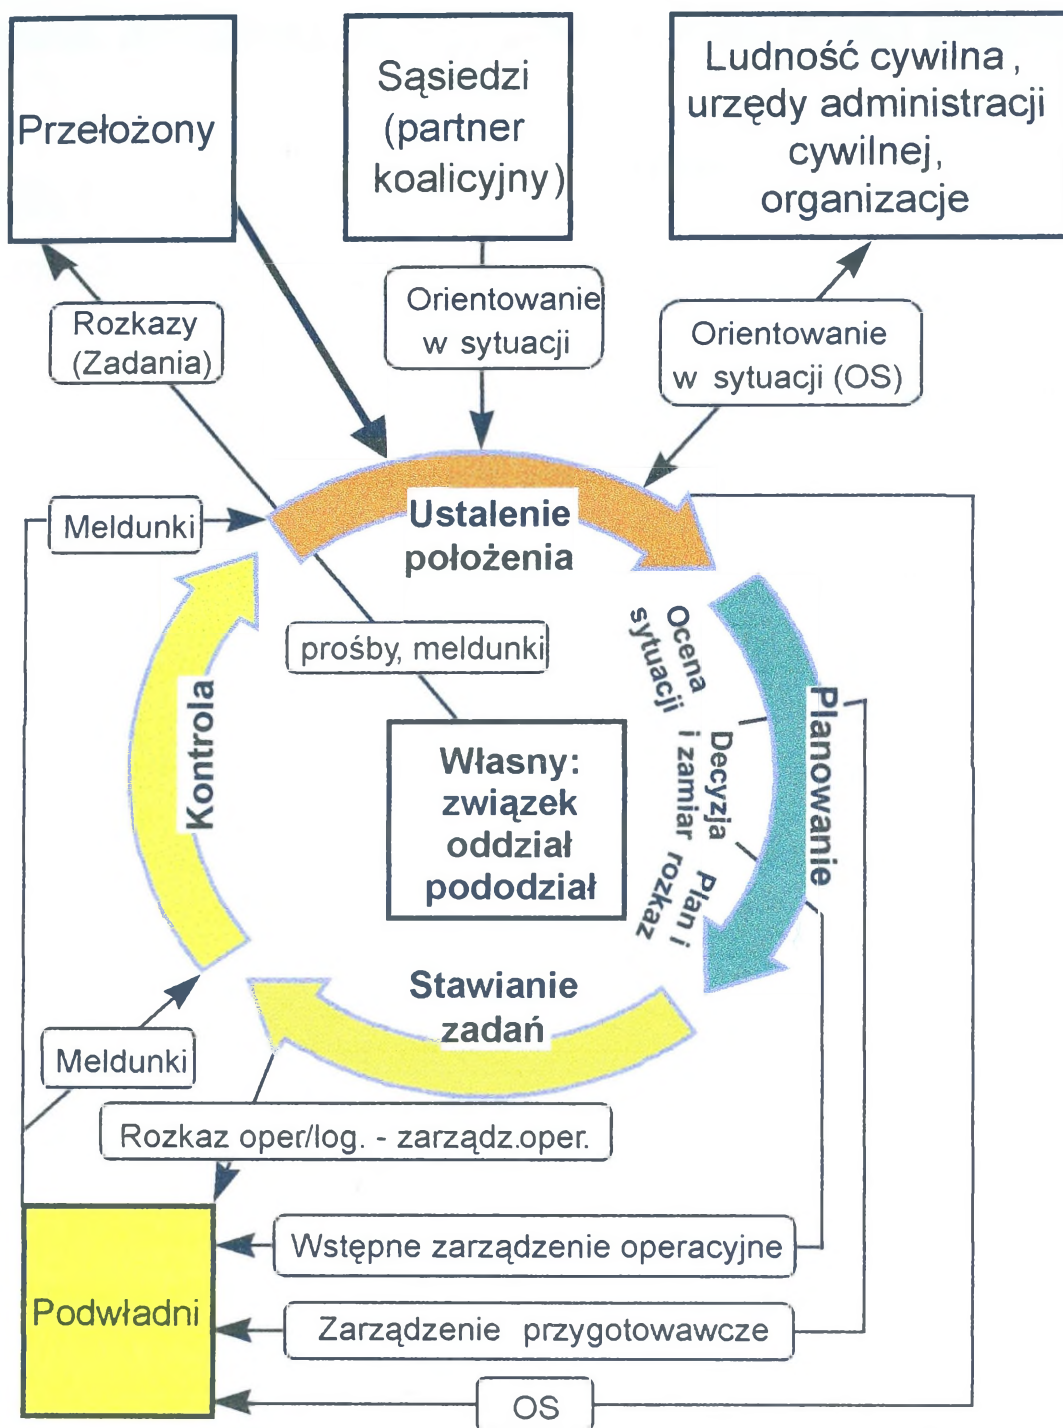 Przełożony
Sąsiedzi
(partner
koalicyjny)
Ludność cywilna ,
urzędy administracji
cywilnej,
organizacje
Rozkazy
(Zadania)
Orientowanie
w sytuacji
Orientowanie
w sytuacji (OS)
Meldunki
Ustalenie
położenia
prośby, meldunki
Ocena
sytuacji
Decyzja
i zamiar
Plan i
rozkaz
Planowanie
Kontrola
Własny:
związek
oddział
pododział
Stawianie
zadań
Meldunki
Rozkaz oper/log. - zarządz.oper.
Wstępne zarządzenie operacyjne
Podwładni
Zarządzenie przygotowawcze
OS